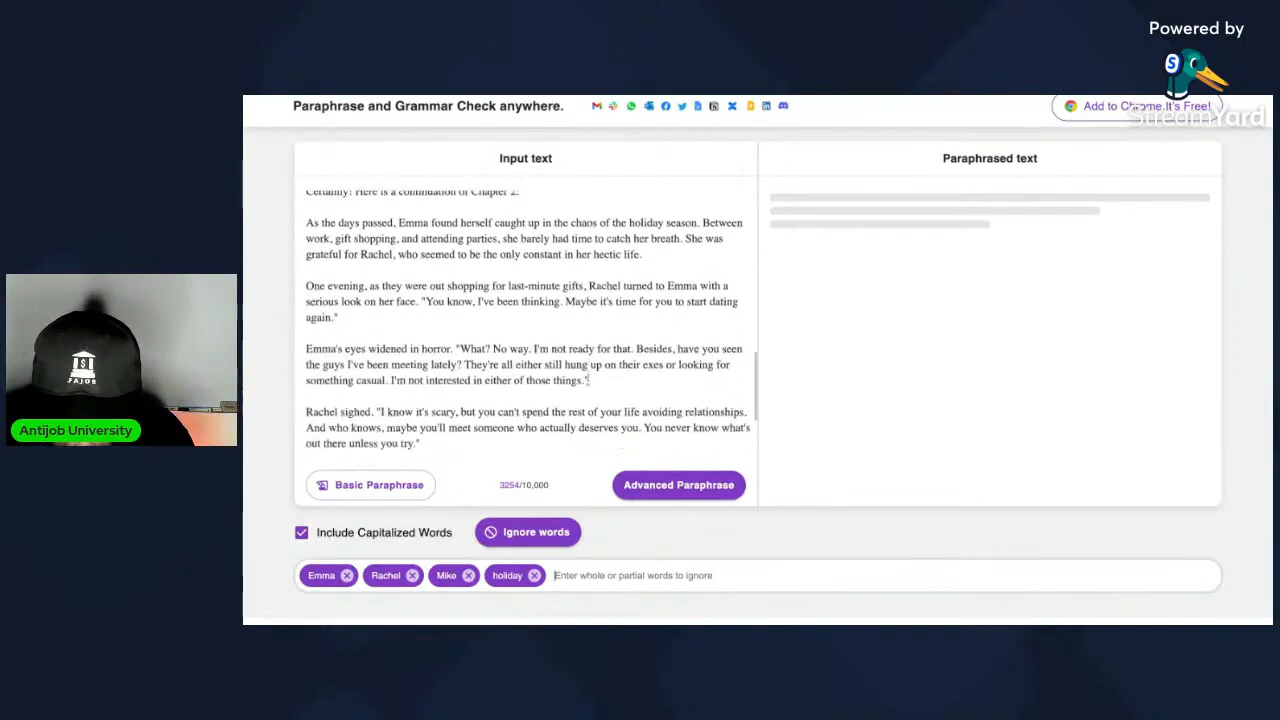 Powered by
S
StreamYard
Paraphrase and Grammar Check anywhere.
Add to Chrome,It's Free!
Input text
Paraphrased text
Certainly! Here is a continuation of Chapter 2:
As the days passed, Emma found herself caught up in the chaos of the holiday season. Between
work, gift shopping, and attending parties, she barely had time to catch her breath. She was
grateful for Rachel, who seemed to be the only constant in her hectic life.
One evening, as they were out shopping for last-minute gifts, Rachel turned to Emma with a
serious look on her face. "You know, I've been thinking. Maybe it's time for you to start dating
again."
Emma's eyes widened in horror. "What? No way. I'm not ready for that. Besides, have you seen
the guys I've been meeting lately? They're all either still hung up on their exes or looking for
something casual. I'm not interested in either of those things."
Rachel sighed. "I know it's scary, but you can't spend the rest of your life avoiding relationships.
And who knows, maybe you'll meet someone who actually deserves you. You never know what's
out there unless you try."
Basic Paraphrase
3254/10,000
Advanced Paraphrase
Include Capitalized Words
Ignore words
Emma
Rachel
Mike
holiday
Enter whole or partial words to ignore
$
FAJOB
Antijob University